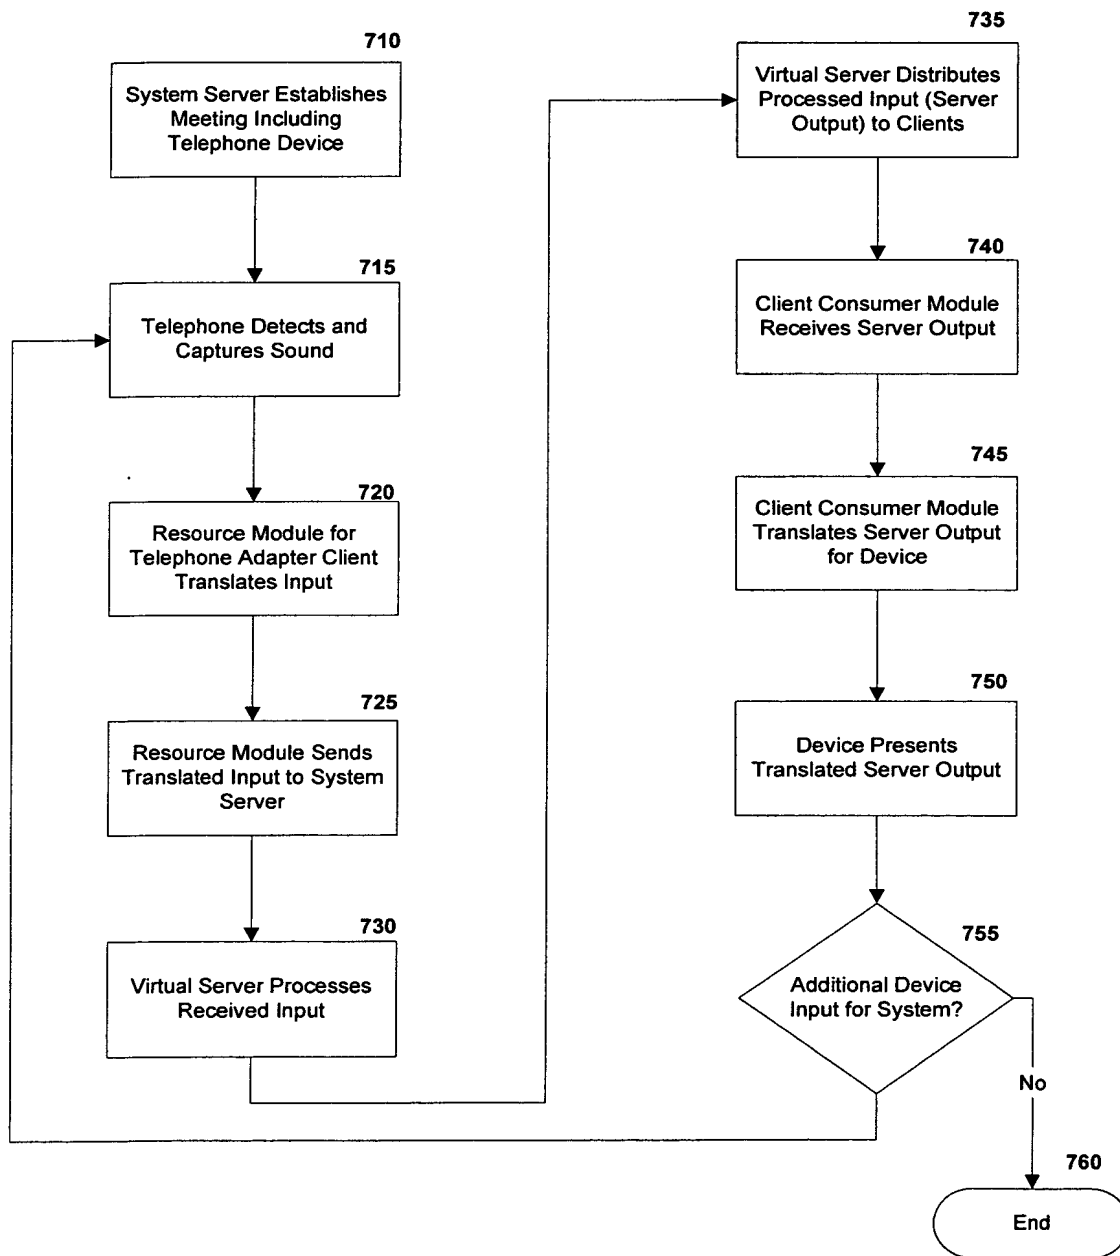 710
System Server Establishes
Meeting Including
Telephone Device
715
Telephone Detects and
Captures Sound
720
Resource Module for
Telephone Adapter Client
Translates Input
725
Resource Module Sends
Translated Input to System
Server
730
Virtual Server Processes
Received Input
735
Virtual Server Distributes
Processed Input (Server
Output) to Clients
740
Client Consumer Module
Receives Server Output
745
Client Consumer Module
Translates Server Output
for Device
750
Device Presents
Translated Server Output
755
Additional Device
Input for System?
No
760
End